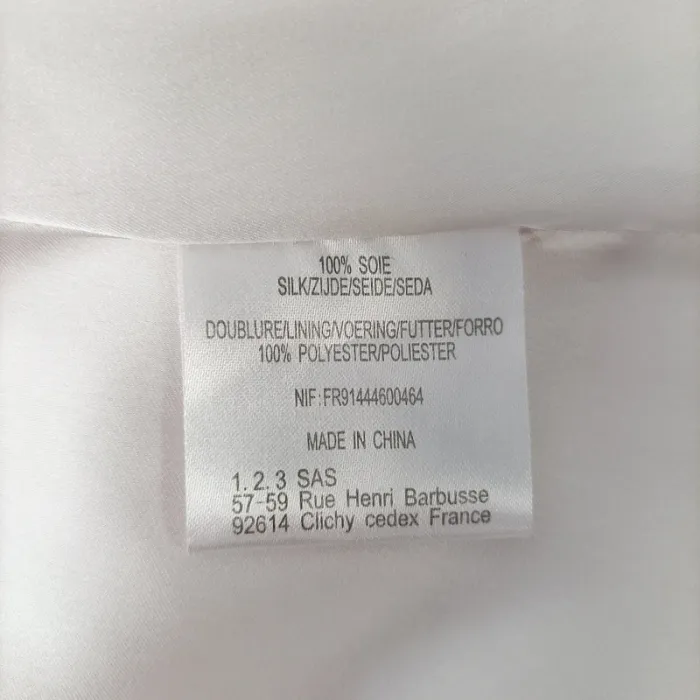 100% SOIE
SILK/ZIJDE/SEIDE/SEDA
DOUBLURE/LINING/VOERING/FUTTER/FORRO
100% POLYESTER/POLIESTER
NIF:FR91444600464
MADE IN CHINA
1.2.3 SAS
57-59 Rue Henri Barbusse
92614 Clichy cedex France